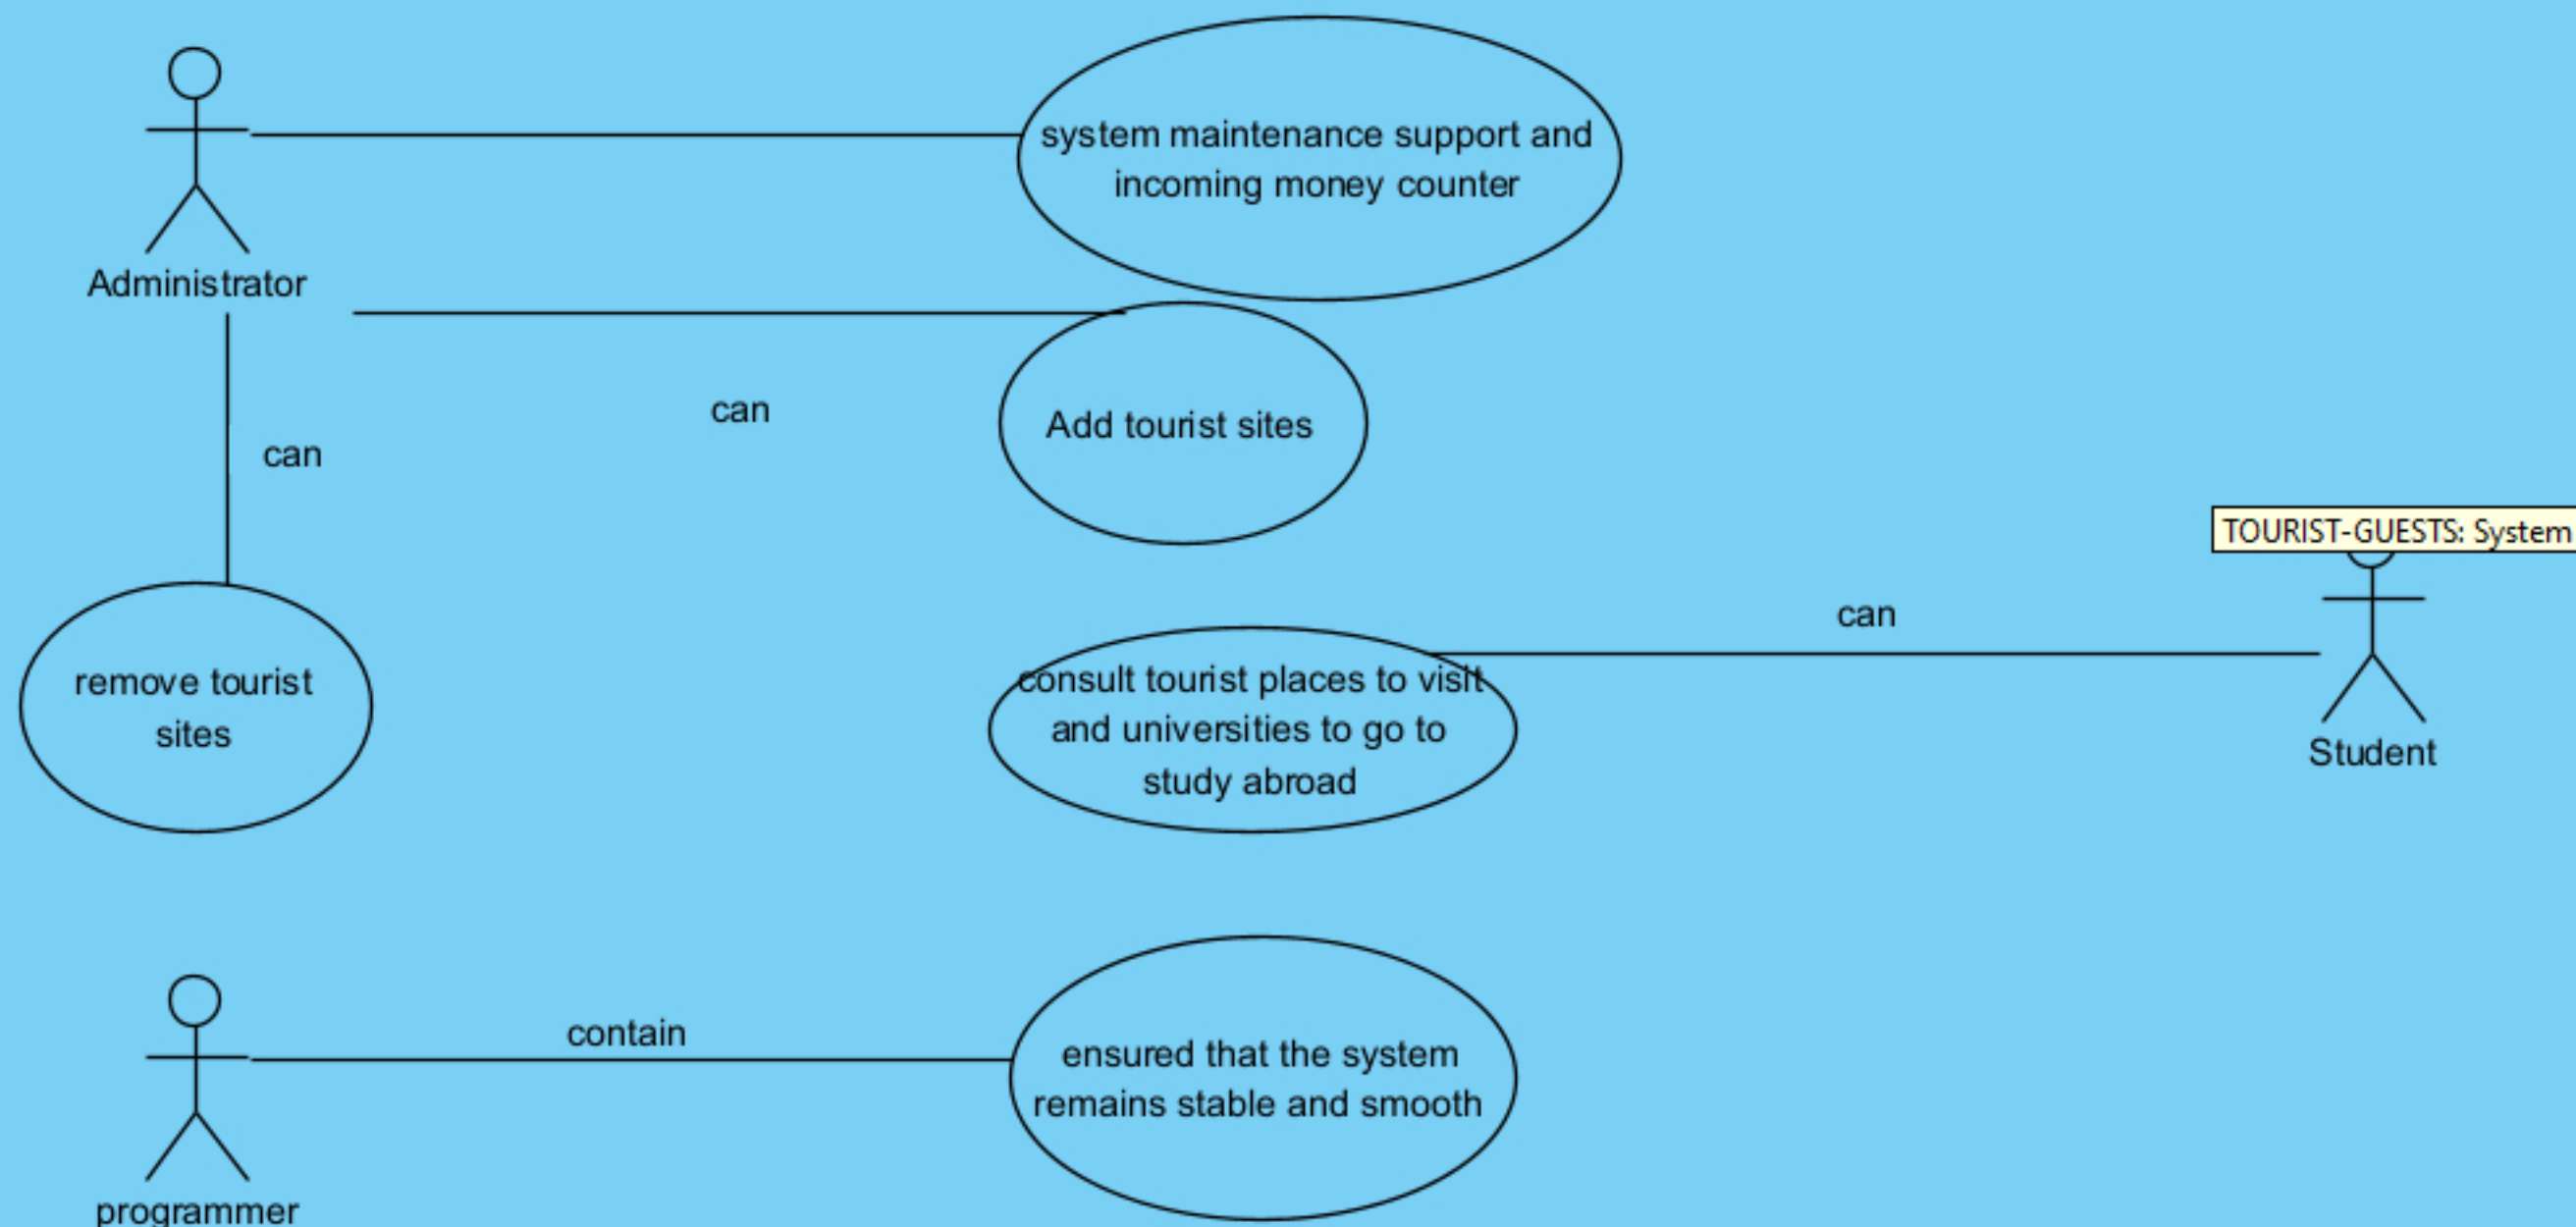 system maintenance support and
incoming money counter
Administrator
can
Add tourist sites
can
TOURIST-GUESTS: System
can
remove tourist
sites
consult tourist places to visit
and universities to go to
study abroad
Student
contain
ensured that the system
remains stable and smooth
programmer